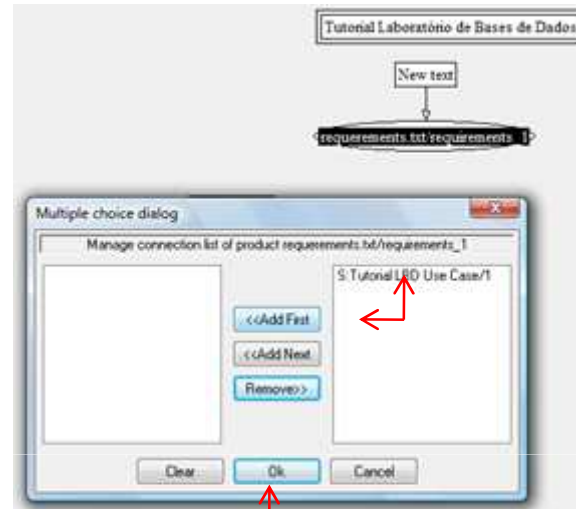 Tutorial Laboratório de Bases de Dados
New text
requerements.txt/requirements_1
Multiple choice dialog
Manage connection list of product requerements.txt/requirements_1
S:Tutorial LBD Use Case/1
<<Add First
<<Add Next
Remove>>
Clear
Ok
Cancel